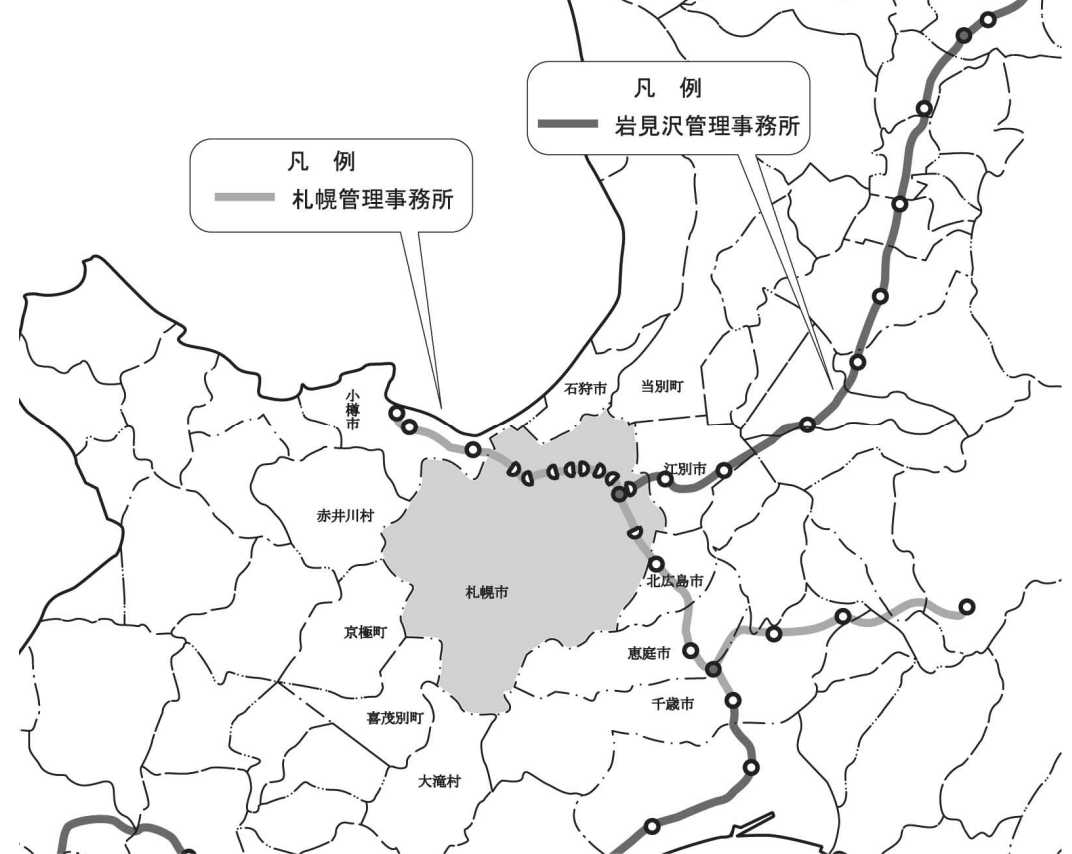 凡 例
岩見沢管理事務所
凡 例
札幌管理事務所
石狩市
当別町
小樽市
江別市
赤井川村
札幌市
北広島市
京極町
恵庭市
千歳市
喜茂別町
大滝村